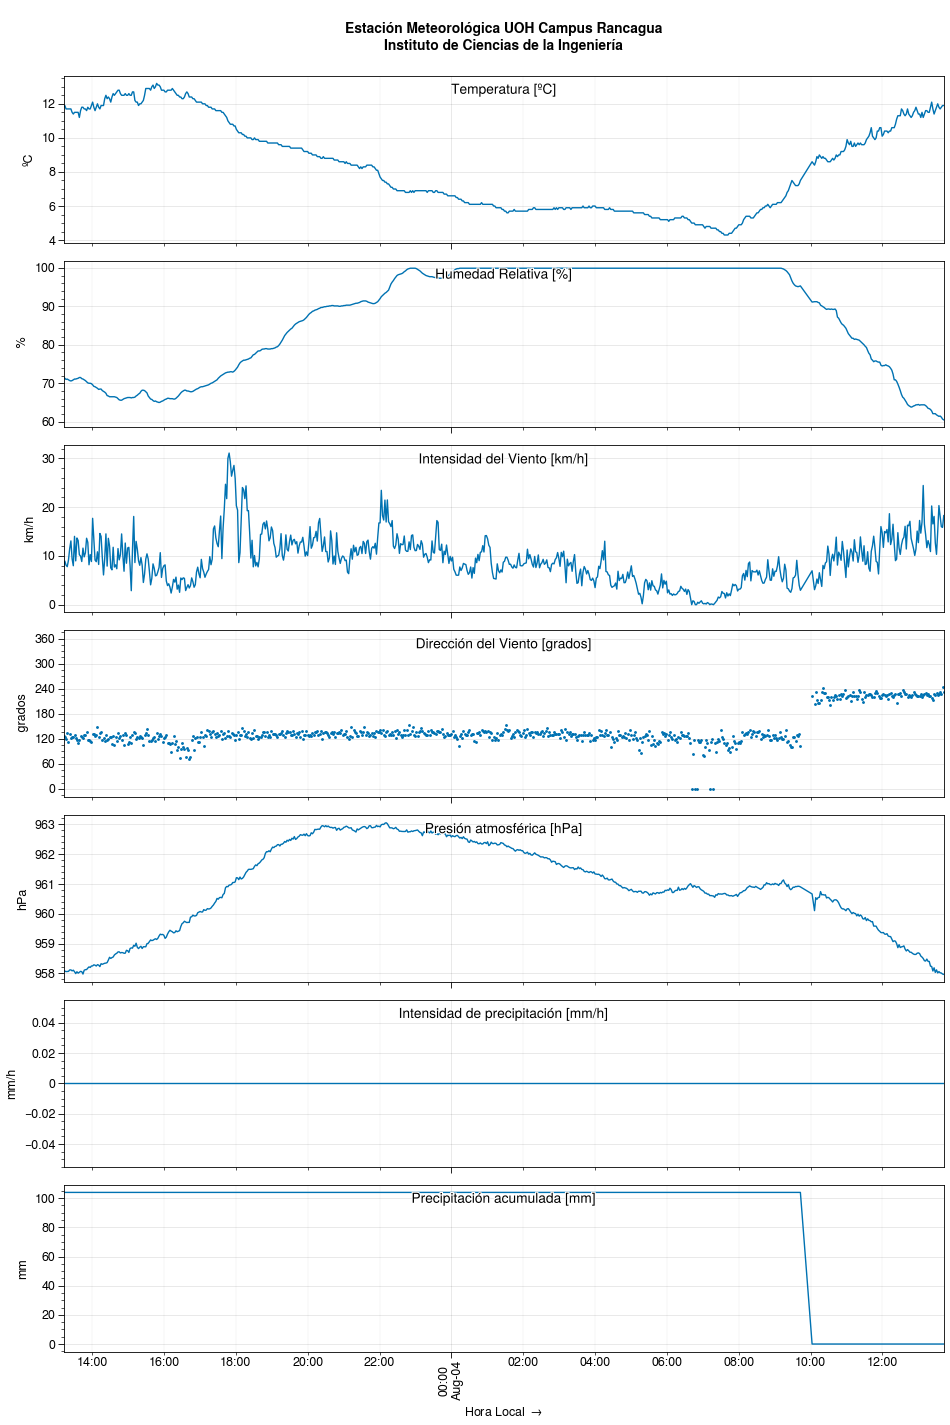 Estación Meteorológica UOH Campus Rancagua
Instituto de Ciencias de la Ingeniería
Temperatura [ºC]
ºC
12
10
8
6
4
Humedad Relativa [%]
%
100
90
80
70
60
Intensidad del Viento [km/h]
km/h
30
20
10
0
Dirección del Viento [grados]
grados
360
300
240
180
120
60
0
Presión atmosférica [hPa]
hPa
963
962
961
960
959
958
Intensidad de precipitación [mm/h]
mm/h
0.04
0.02
0
−0.02
−0.04
Precipitación acumulada [mm]
mm
100
80
60
40
20
0
14:00 16:00 18:00 20:00 22:00 00:00 02:00 04:00 06:00 08:00 10:00 12:00
Aug-04
Hora Local →